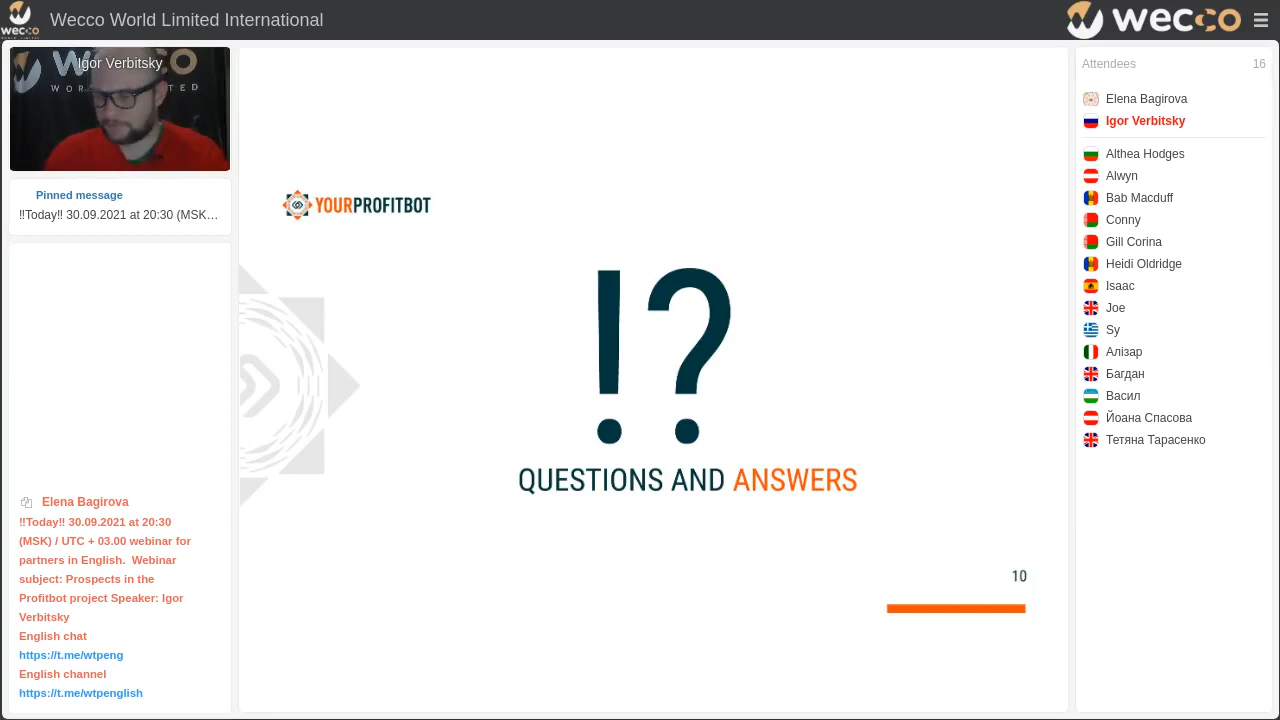 wecco
Wecco World Limited International
wecco
Igor Verbitsky
Pinned message
‼Today‼ 30.09.2021 at 20:30 (MSK…
Elena Bagirova
‼Today‼ 30.09.2021 at 20:30
(MSK) / UTC + 03.00 webinar for
partners in English.  Webinar
subject: Prospects in the
Profitbot project Speaker: Igor
Verbitsky
English chat
https://t.me/wtpeng
English channel
https://t.me/wtpenglish
YOURPROFITBOT
!?
QUESTIONS AND ANSWERS
10
Attendees 16
Elena Bagirova
Igor Verbitsky
Althea Hodges
Alwyn
Bab Macduff
Conny
Gill Corina
Heidi Oldridge
Isaac
Joe
Sy
Алізар
Багдан
Васил
Йоана Спасова
Тетяна Тарасенко